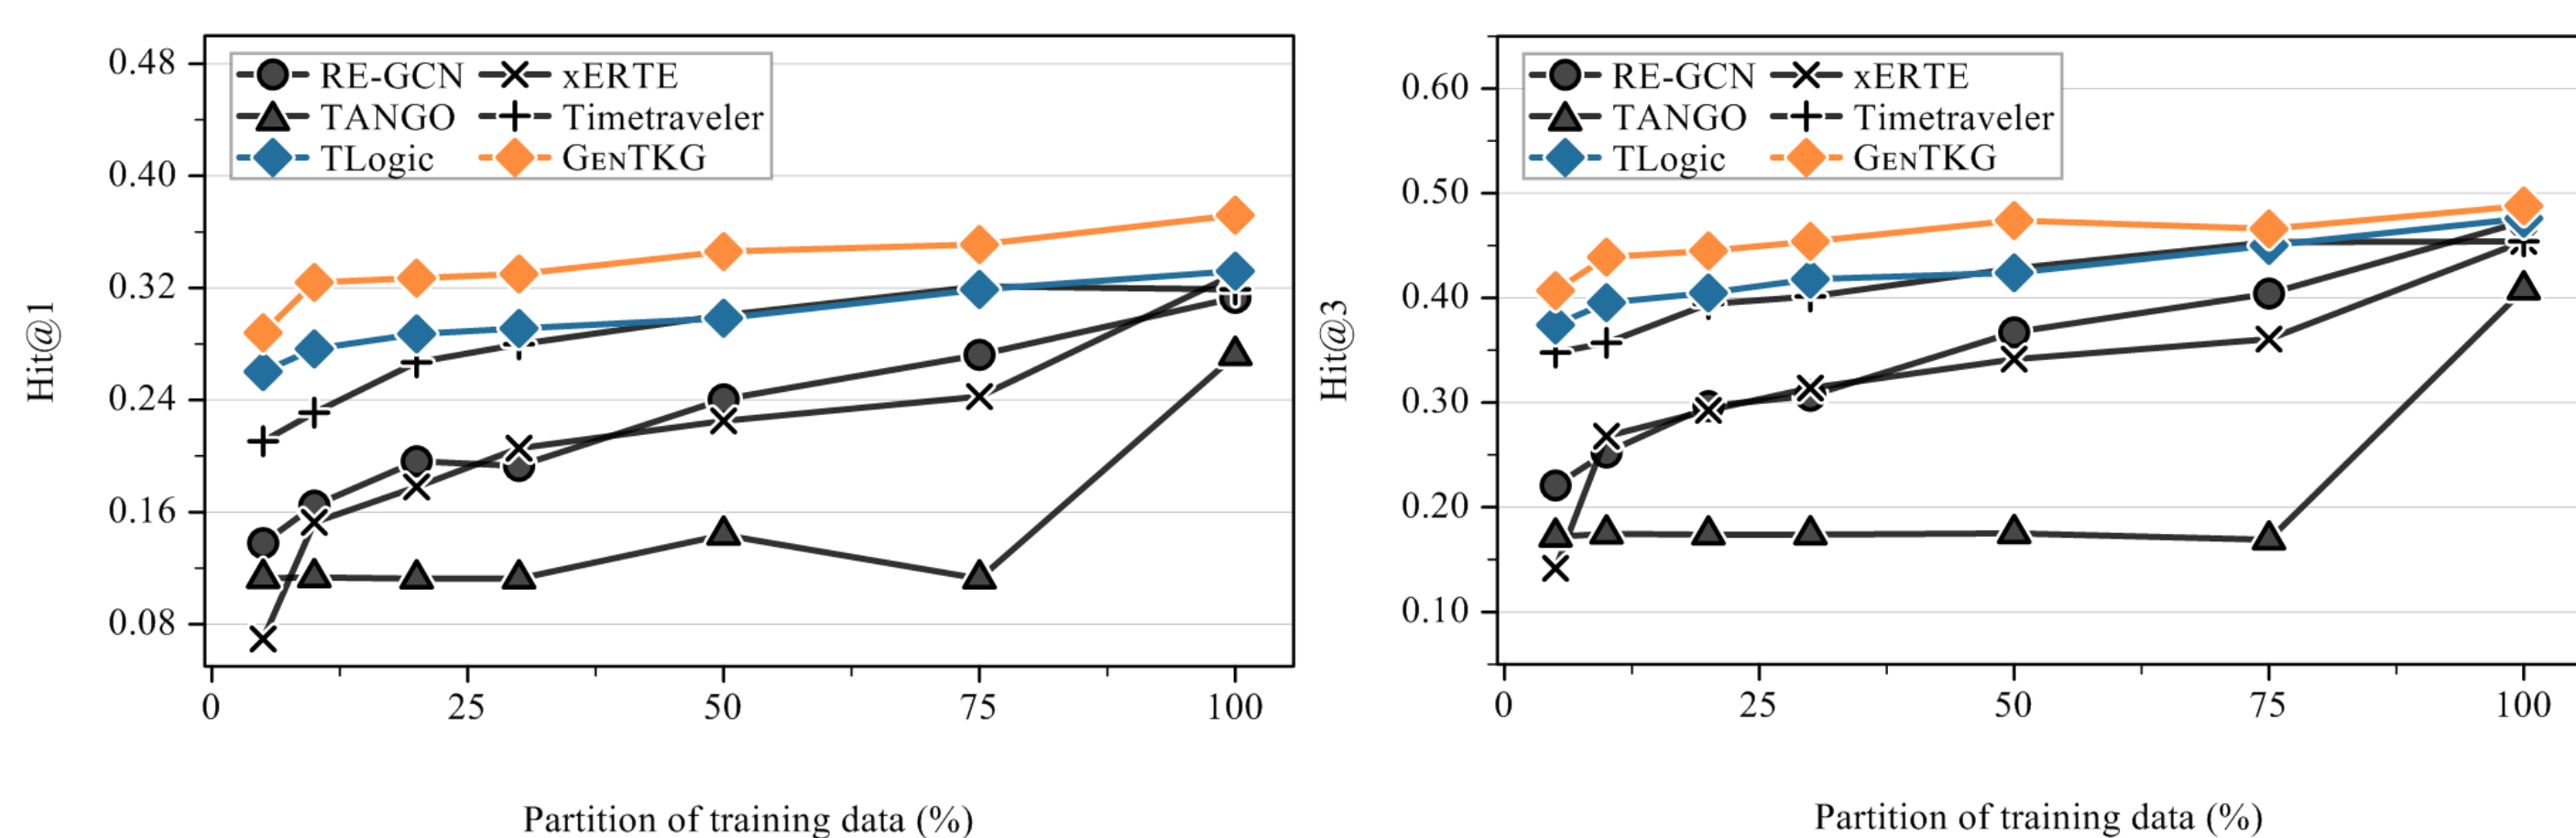 Hit@1
0.48
0.40
0.32
0.24
0.16
0.08
RE-GCN xERTE
TANGO Timetraveler
TLogic GENTKG
0 25 50 75 100
Partition of training data (%)
Hit@3
0.60
0.50
0.40
0.30
0.20
0.10
RE-GCN xERTE
TANGO Timetraveler
TLogic GENTKG
0 25 50 75 100
Partition of training data (%)